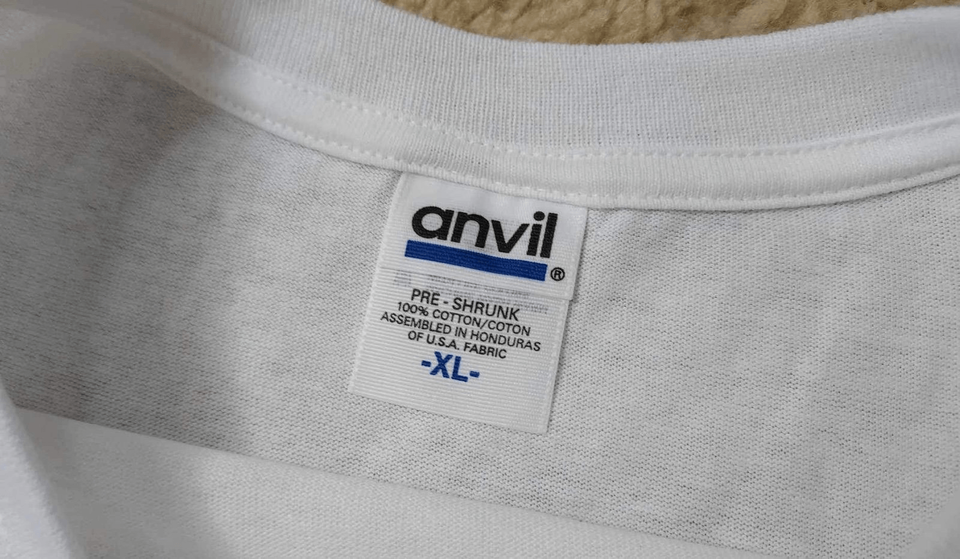 anvil
®
PRE - SHRUNK
100% COTTON/COTON
ASSEMBLED IN HONDURAS
OF U.S.A. FABRIC
-XL-